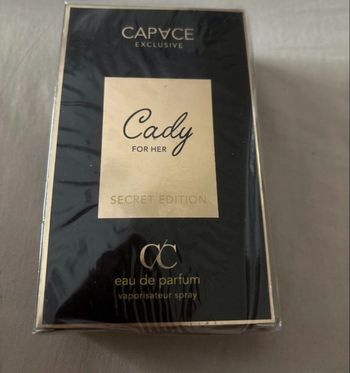 CAPACE
EXCLUSIVE
Cady
FOR HER
SECRET EDITION
CC
eau de parfum
vaporisateur spray